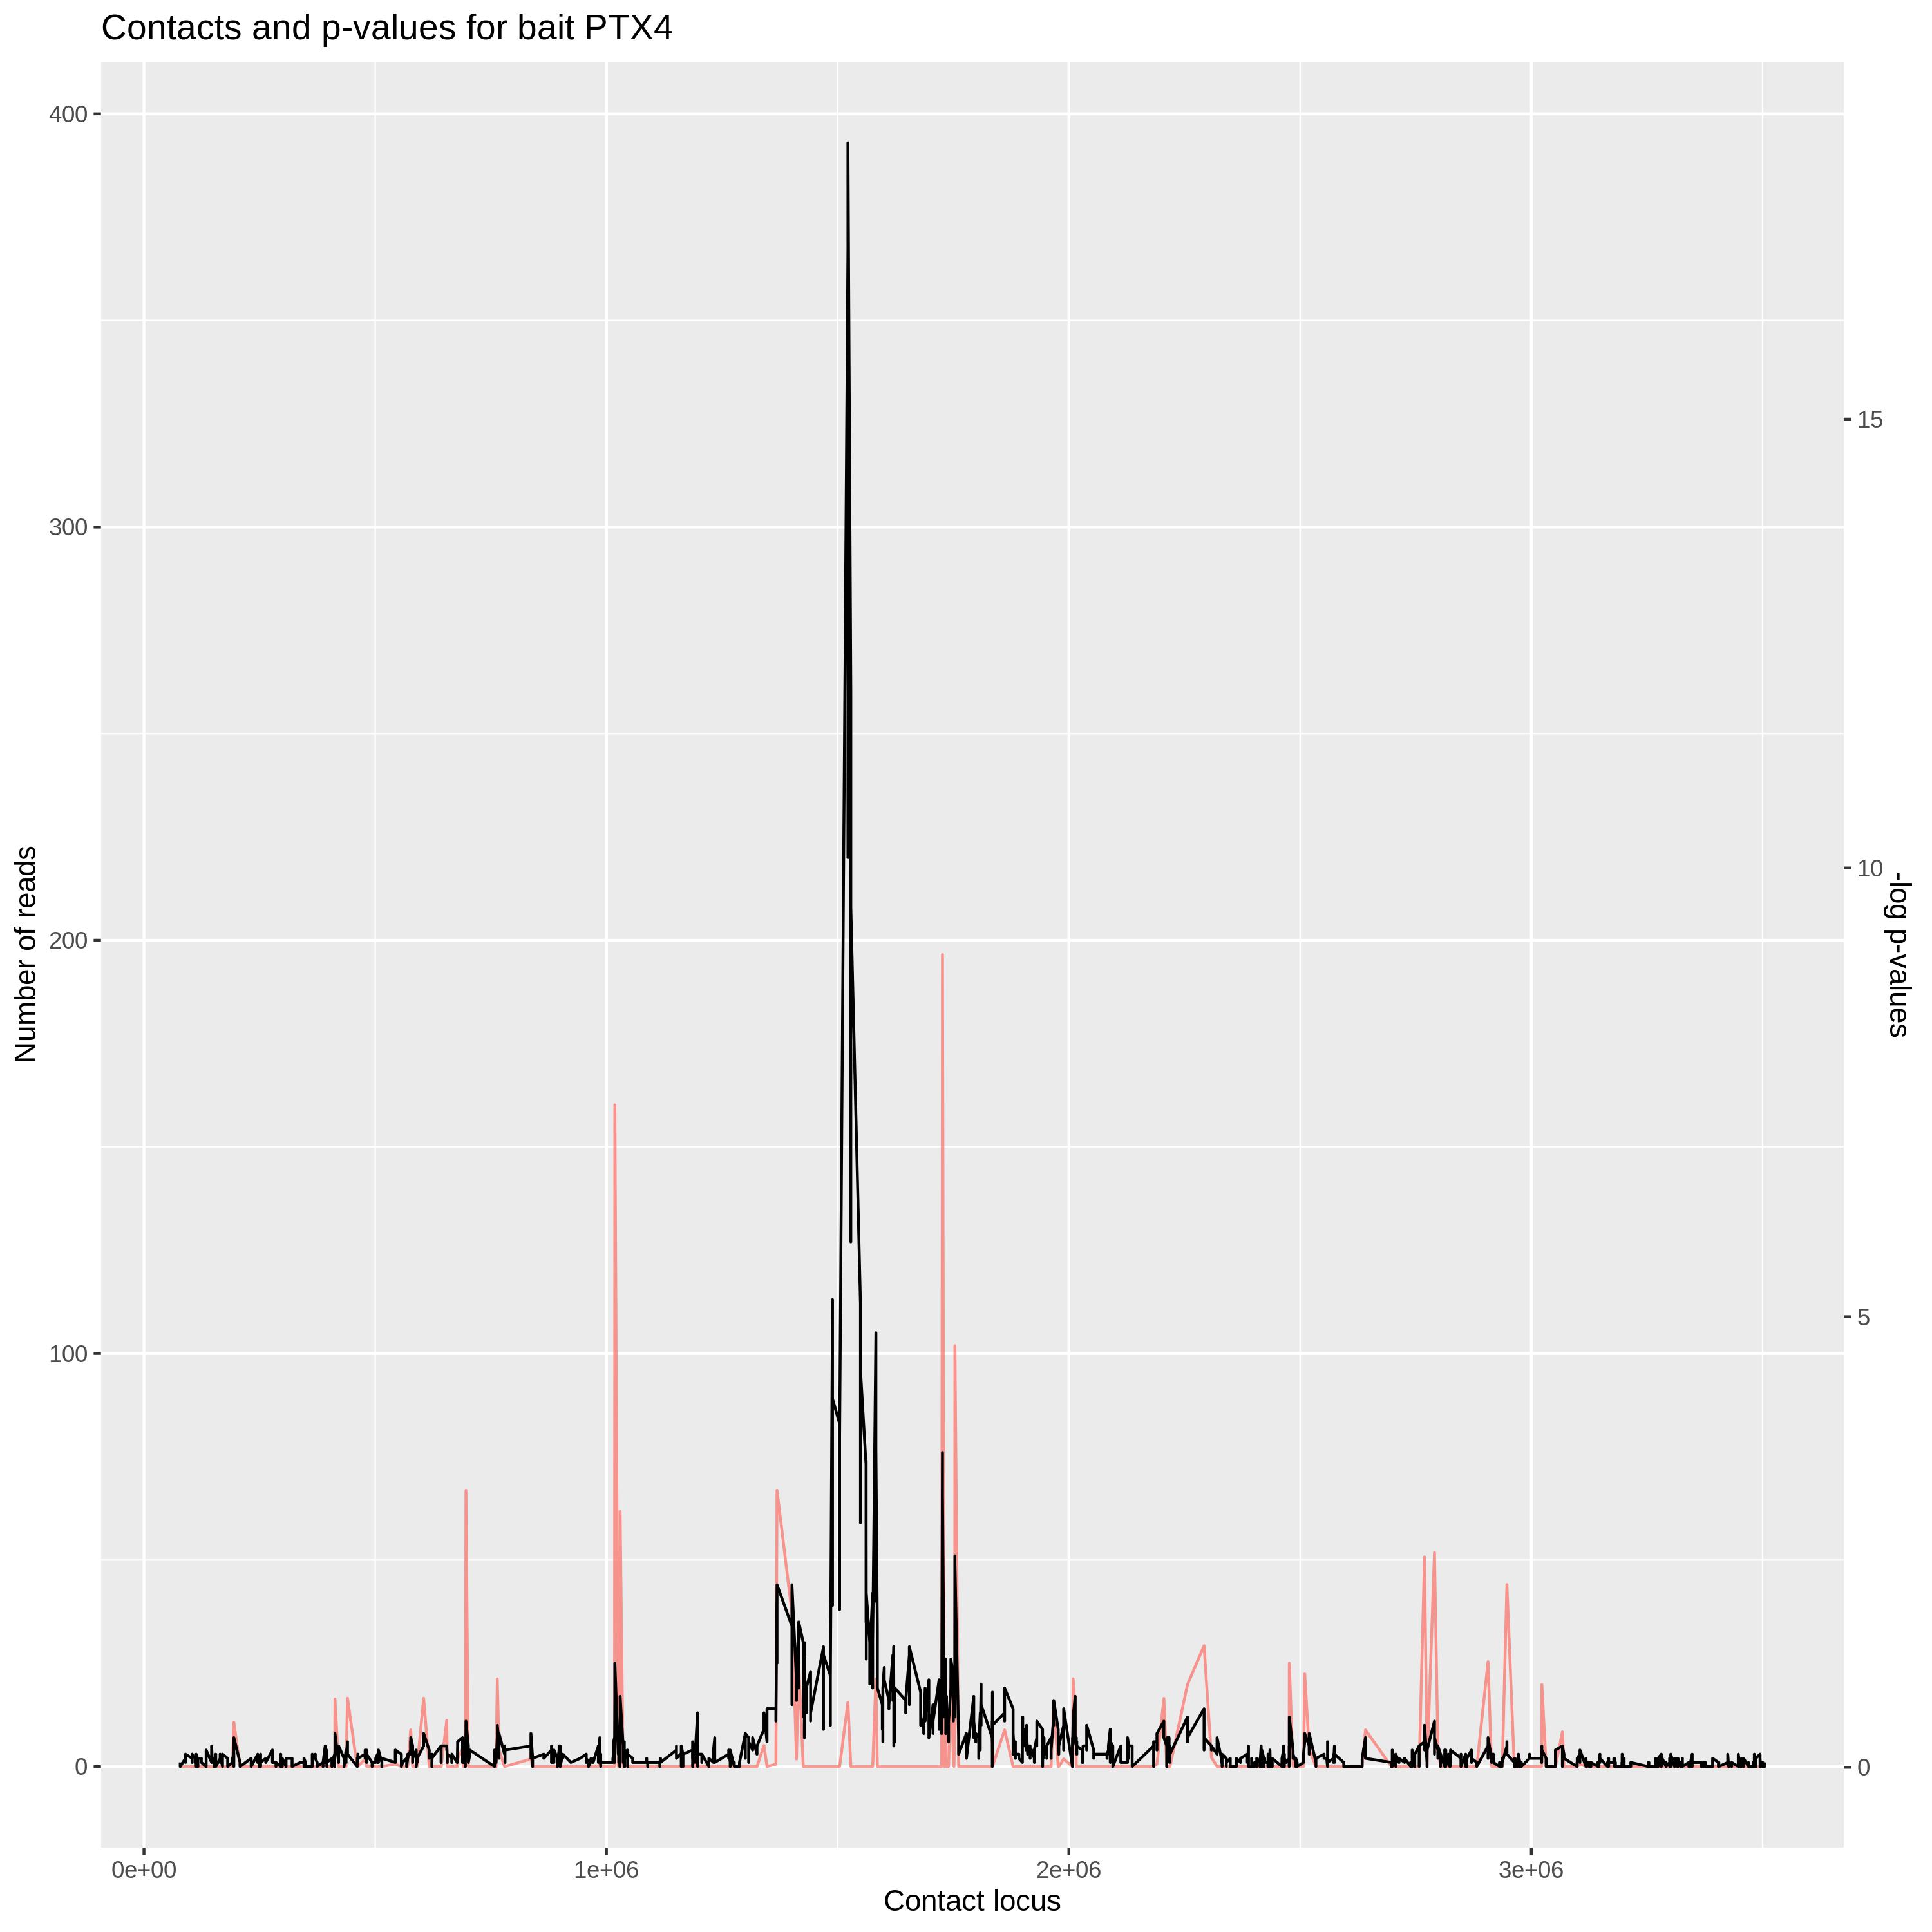 Contacts and p-values for bait PTX4
400
300
200
100
0
15
10
5
0
Number of reads
-log p-values
0e+00
1e+06
2e+06
3e+06
Contact locus